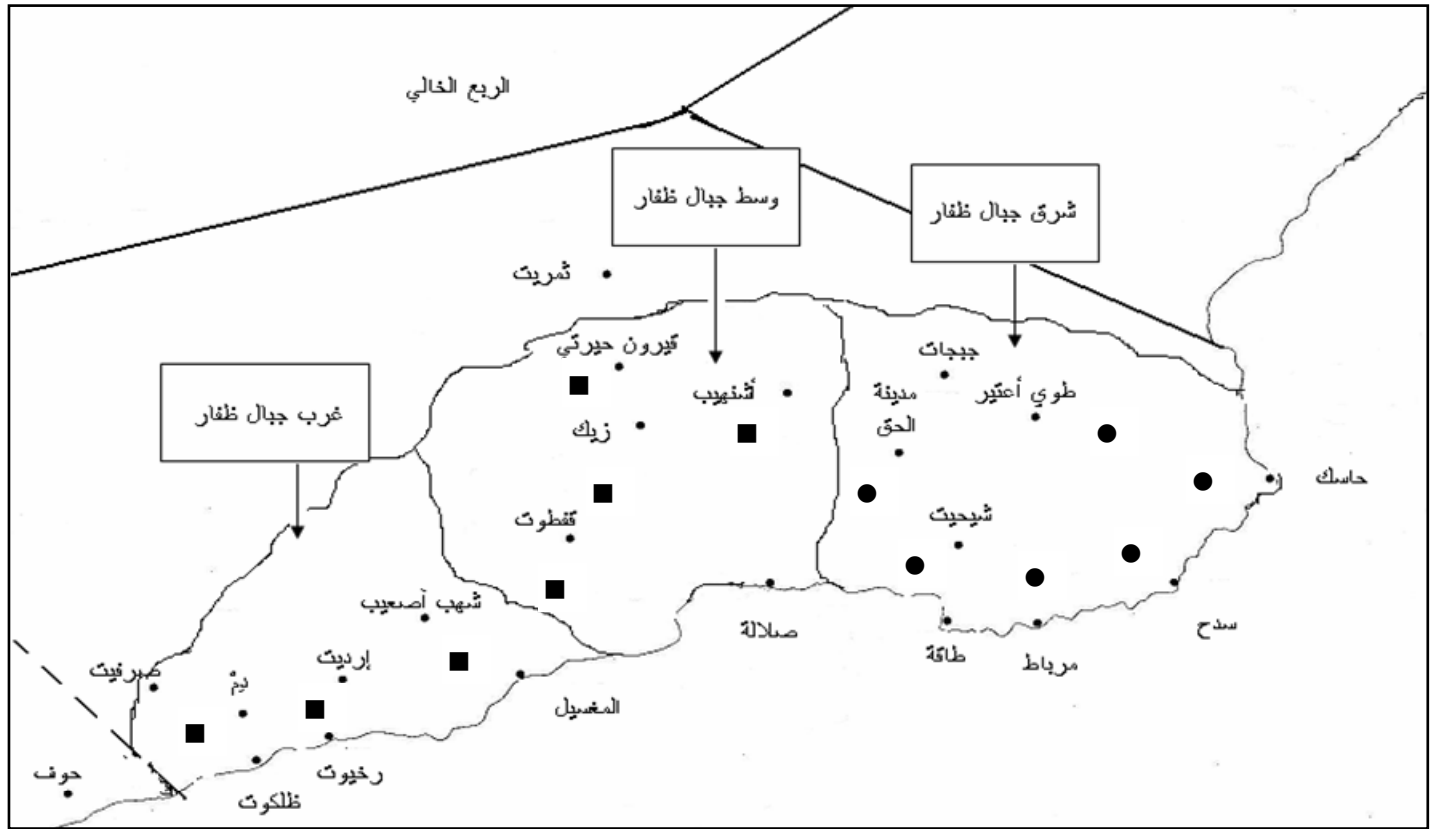 الربع الخالي
وسط جبال ظفار
شرق جبال ظفار
ثمريت
قيرون حيرتي
جبجات
غرب جبال ظفار
أشنهيب
مدينة
الحق
طوي أعتير
زيك
حاسك
قفطوت
شيحيت
شهب أصعيب
صلالة
طاقة
مرباط
سدح
صرفيت
دِمْ
إرديت
المغسيل
حوف
ظلكوت
رخيوت